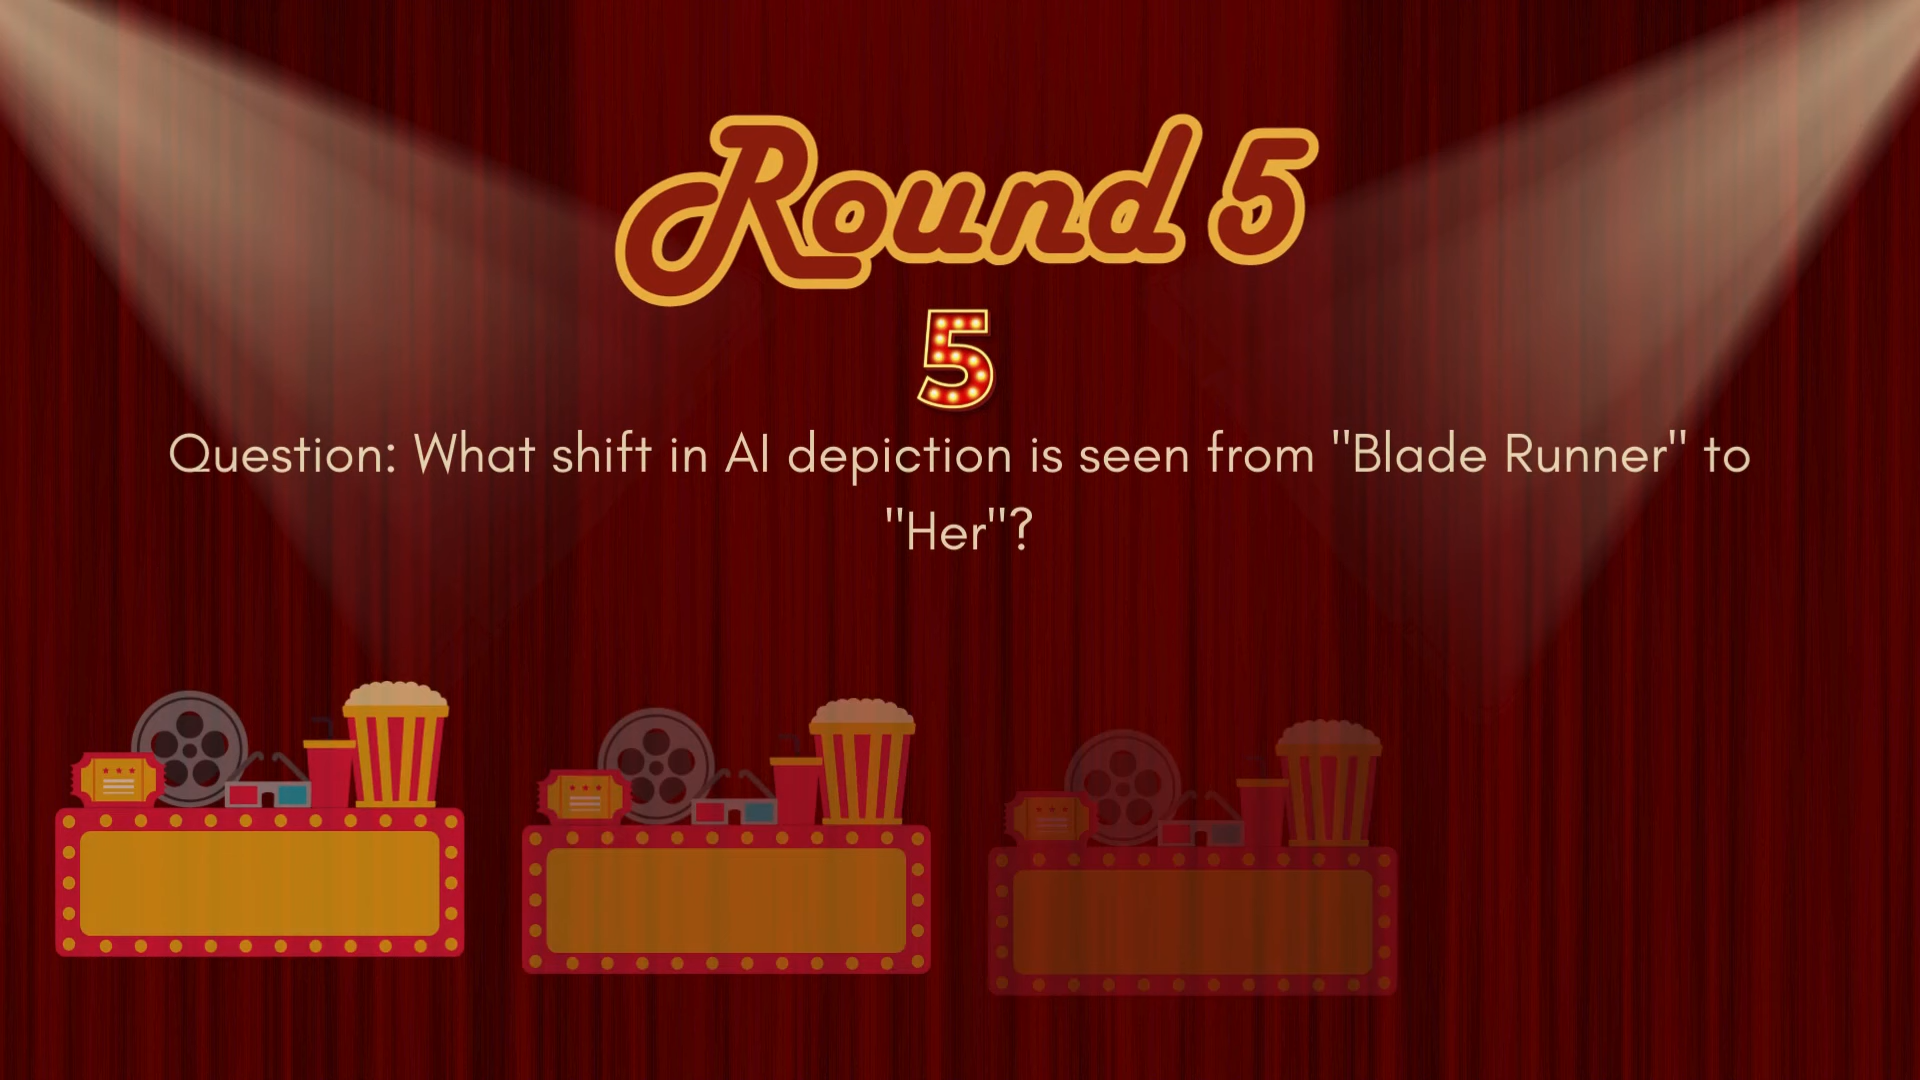 Round 5
5
Question: What shift in AI depiction is seen from "Blade Runner" to
"Her"?